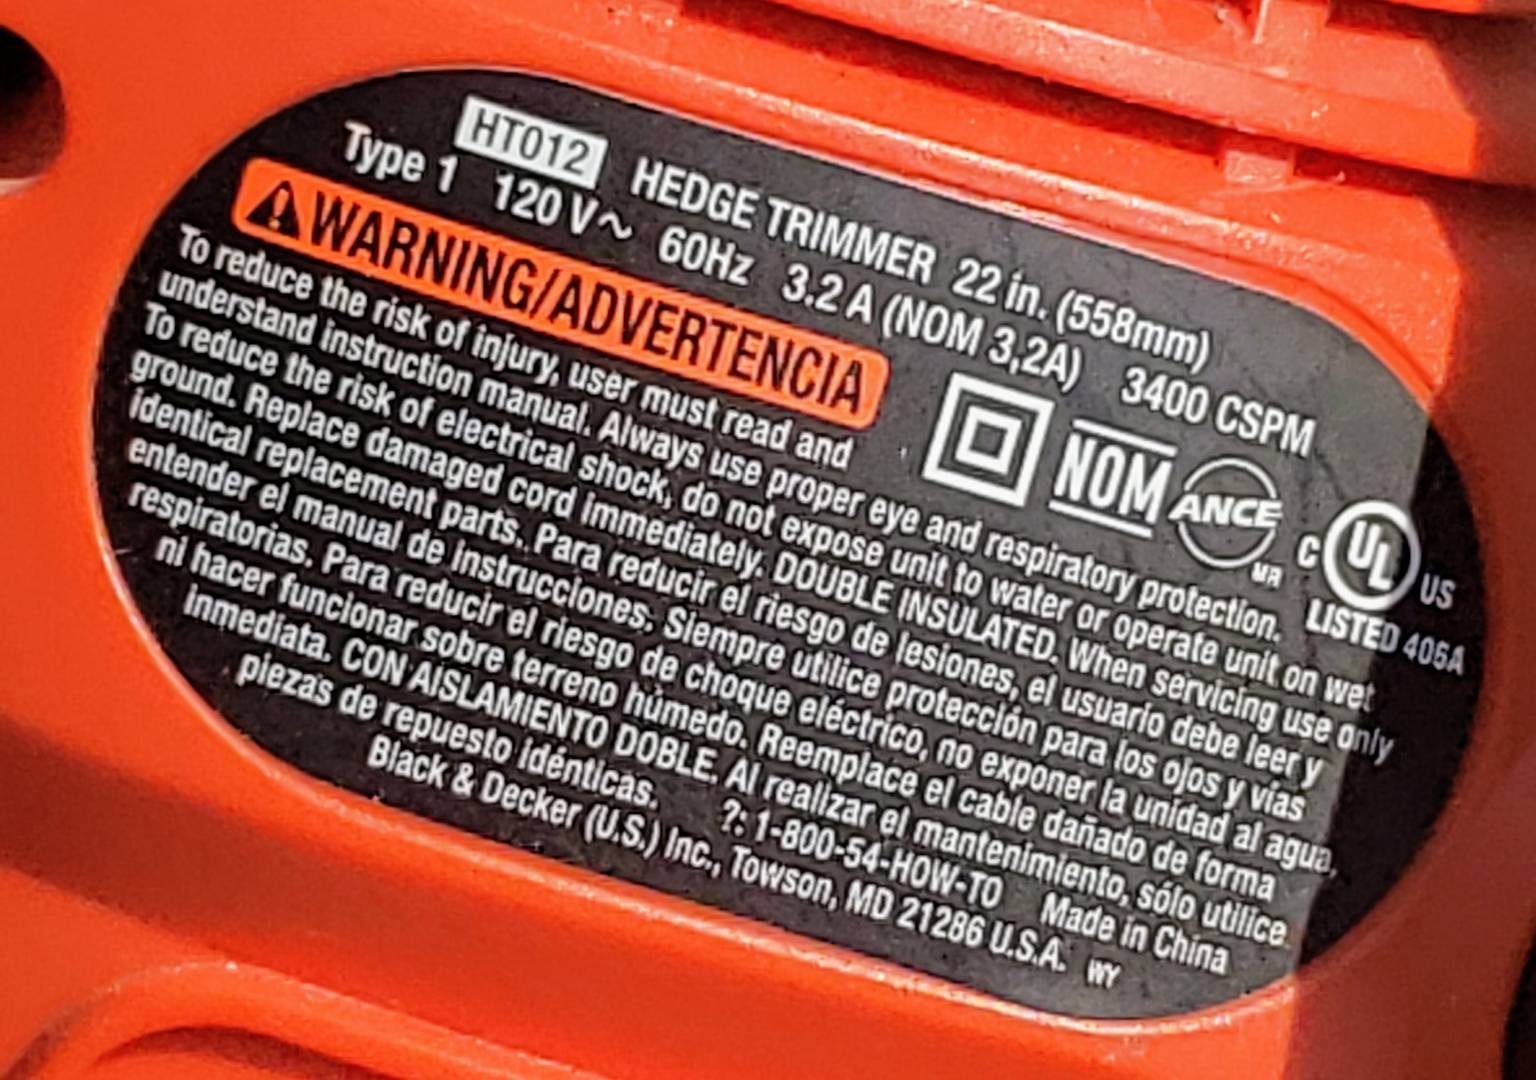 HT012 HEDGE TRIMMER 22 in. (558mm)
Type 1 120 V~ 60Hz 3.2 A (NOM 3,2A) 3400 CSPM
WARNING/ADVERTENCIA
NOM
ANCE
MR
C UL US
LISTED 405A
To reduce the risk of injury, user must read and
understand instruction manual. Always use proper eye and respiratory protection.
To reduce the risk of electrical shock, do not expose unit to water or operate unit on wet
ground. Replace damaged cord immediately. DOUBLE INSULATED. When servicing use only
identical replacement parts. Para reducir el riesgo de lesiones, el usuario debe leer y
entender el manual de instrucciones. Siempre utilice protección para los ojos y vías
respiratorias. Para reducir el riesgo de choque eléctrico, no exponer la unidad al agua,
ni hacer funcionar sobre terreno húmedo. Reemplace el cable dañado de forma
inmediata. CON AISLAMIENTO DOBLE. Al realizar el mantenimiento, sólo utilice
piezas de repuesto idénticas. ?: 1-800-54-HOW-TO Made in China
Black & Decker (U.S.) Inc., Towson, MD 21286 U.S.A. WY